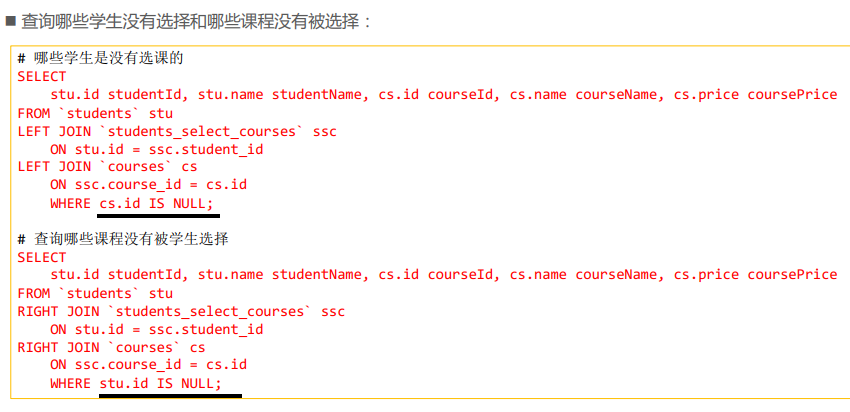 ■ 查询哪些学生没有选择和哪些课程没有被选择：
# 哪些学生是没有选课的
SELECT
stu.id studentId, stu.name studentName, cs.id courseId, cs.name courseName, cs.price coursePrice
FROM `students` stu
LEFT JOIN `students_select_courses` ssc
ON stu.id = ssc.student_id
LEFT JOIN `courses` cs
ON ssc.course_id = cs.id
WHERE cs.id IS NULL;
# 查询哪些课程没有被学生选择
SELECT
stu.id studentId, stu.name studentName, cs.id courseId, cs.name courseName, cs.price coursePrice
FROM `students` stu
RIGHT JOIN `students_select_courses` ssc
ON stu.id = ssc.student_id
RIGHT JOIN `courses` cs
ON ssc.course_id = cs.id
WHERE stu.id IS NULL;